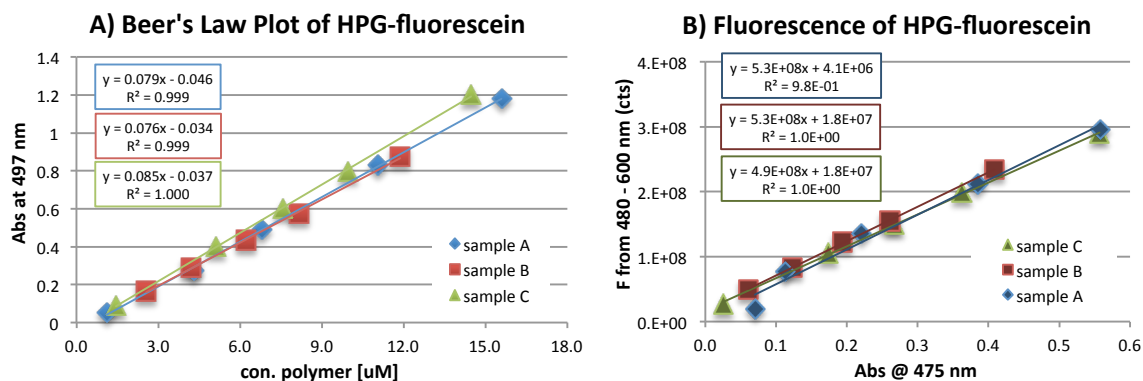 A) Beer's Law Plot of HPG-fluorescein
Abs at 497 nm
1.4
1.2
1
0.8
0.6
0.4
0.2
0
y = 0.079x - 0.046
R² = 0.999
y = 0.076x - 0.034
R² = 0.999
y = 0.085x - 0.037
R² = 1.000
sample A
sample B
sample C
0.0 3.0 6.0 9.0 12.0 15.0 18.0
con. polymer [uM]
B) Fluorescence of HPG-fluorescein
F from 480 - 600 nm (cts)
4.E+08
3.E+08
2.E+08
1.E+08
0.E+00
y = 5.3E+08x + 4.1E+06
R² = 9.8E-01
y = 5.3E+08x + 1.8E+07
R² = 1.0E+00
y = 4.9E+08x + 1.8E+07
R² = 1.0E+00
sample C
sample B
sample A
0 0.1 0.2 0.3 0.4 0.5 0.6
Abs @ 475 nm